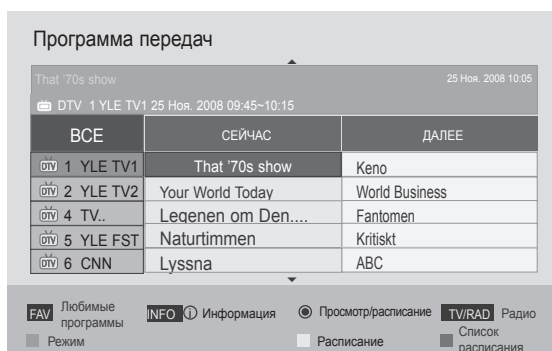 Программа передач
That '70s show 25 Ноя. 2008 10:05
DTV 1 YLE TV1 25 Ноя. 2008 09:45~10:15
ВСЕ СЕЙЧАС ДАЛЕЕ
DTV 1 YLE TV1 That '70s show Keno
DTV 2 YLE TV2 Your World Today World Business
DTV 4 TV.. Legenen om Den.... Fantomen
DTV 5 YLE FST Naturtimmen Kritiskt
DTV 6 CNN Lyssna ABC
FAV Любимые программы INFO i Информация Просмотр/расписание TV/RAD Радио
Режим Расписание Список расписания